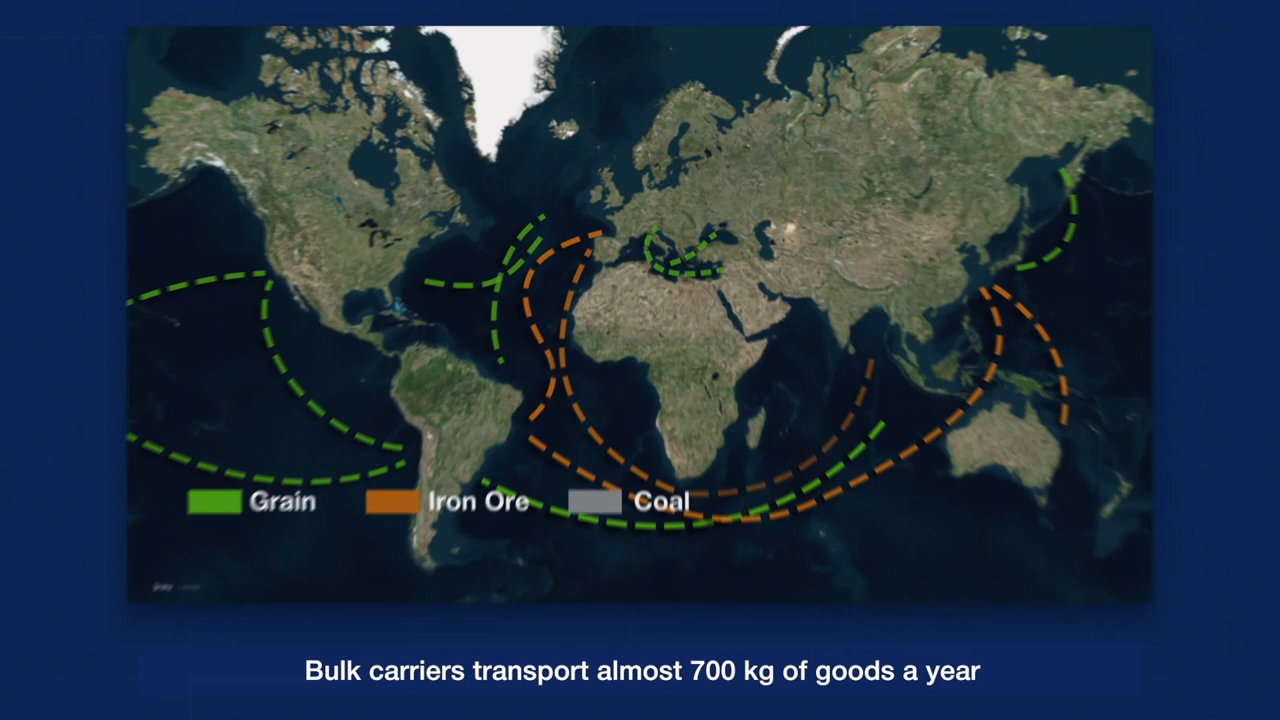 Grain Iron Ore Coal
Bulk carriers transport almost 700 kg of goods a year